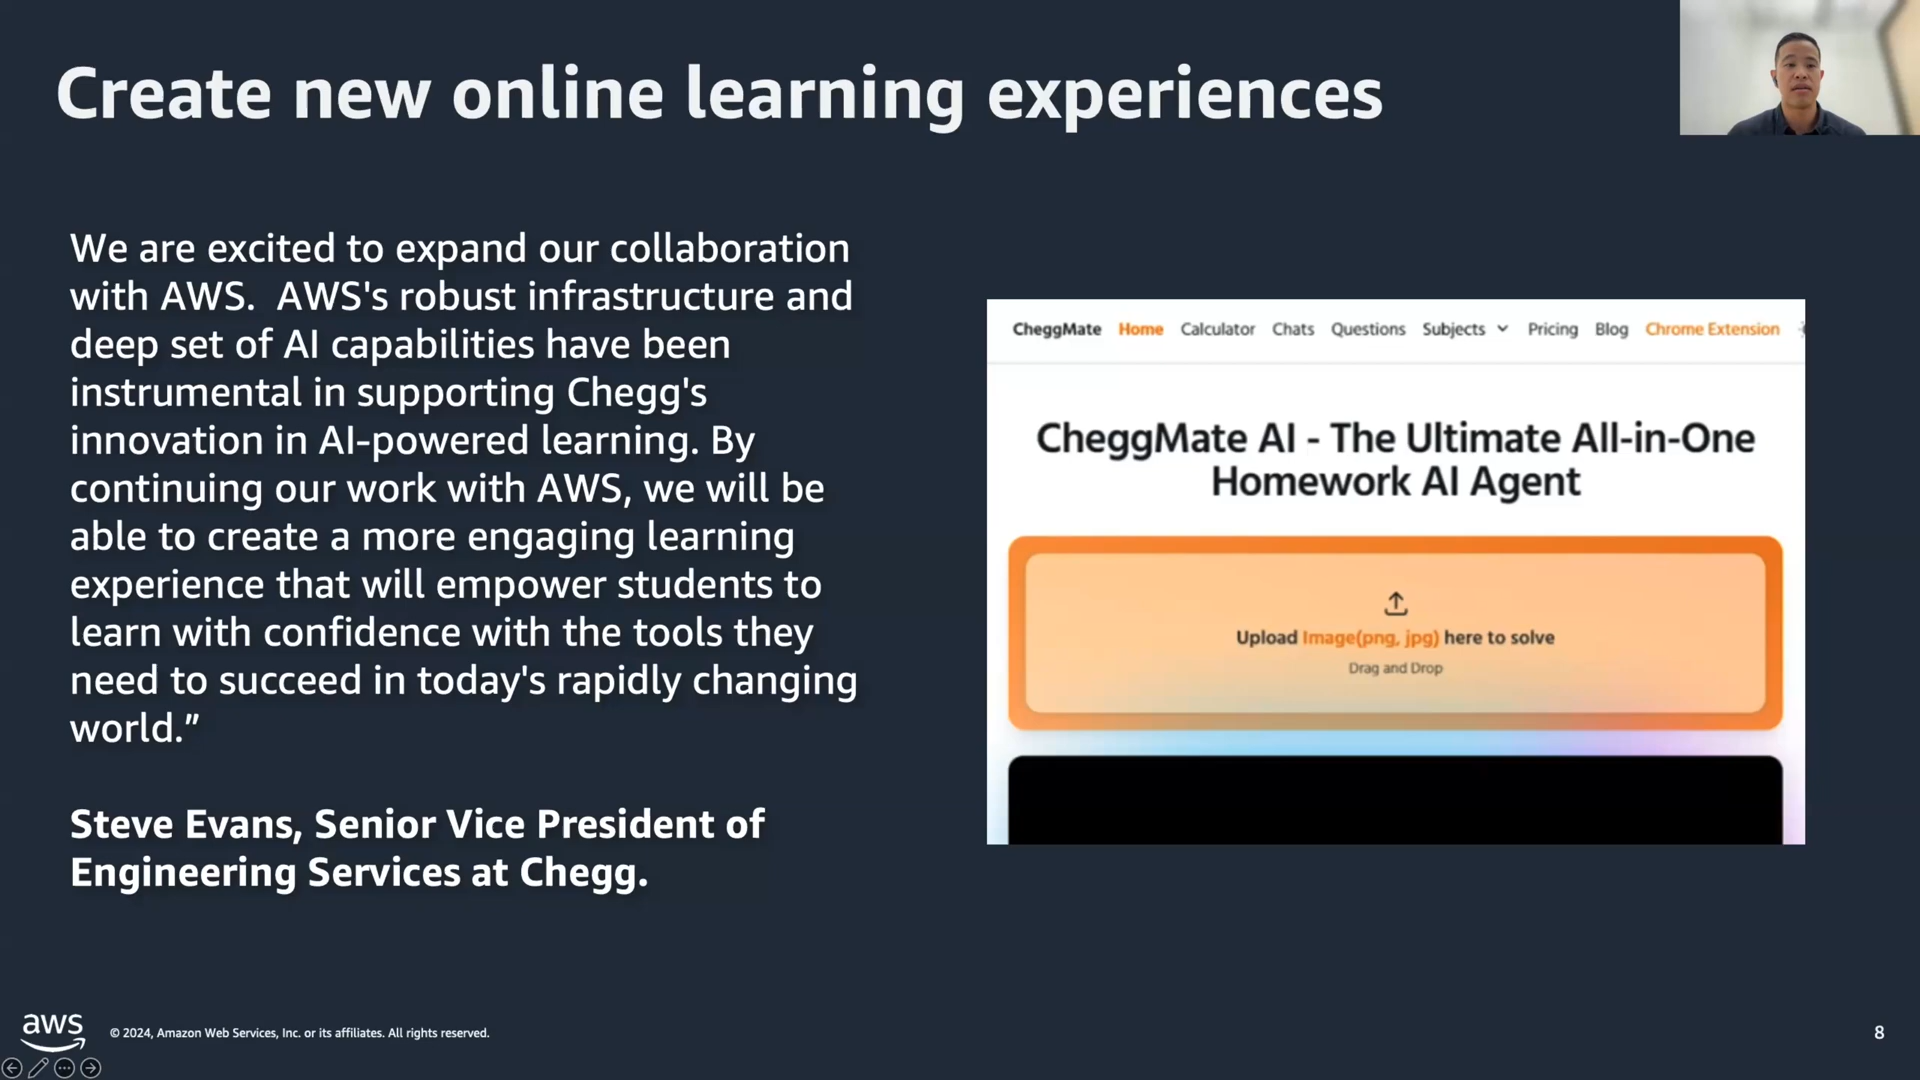 Create new online learning experiences
We are excited to expand our collaboration
with AWS.  AWS's robust infrastructure and
deep set of AI capabilities have been
instrumental in supporting Chegg's
innovation in AI-powered learning. By
continuing our work with AWS, we will be
able to create a more engaging learning
experience that will empower students to
learn with confidence with the tools they
need to succeed in today's rapidly changing
world.”
Steve Evans, Senior Vice President of
Engineering Services at Chegg.
CheggMate Home Calculator Chats Questions Subjects Pricing Blog Chrome Extension
CheggMate AI - The Ultimate All-in-One
Homework AI Agent
Upload Image(png, jpg) here to solve
Drag and Drop
aws
© 2024, Amazon Web Services, Inc. or its affiliates. All rights reserved.
8